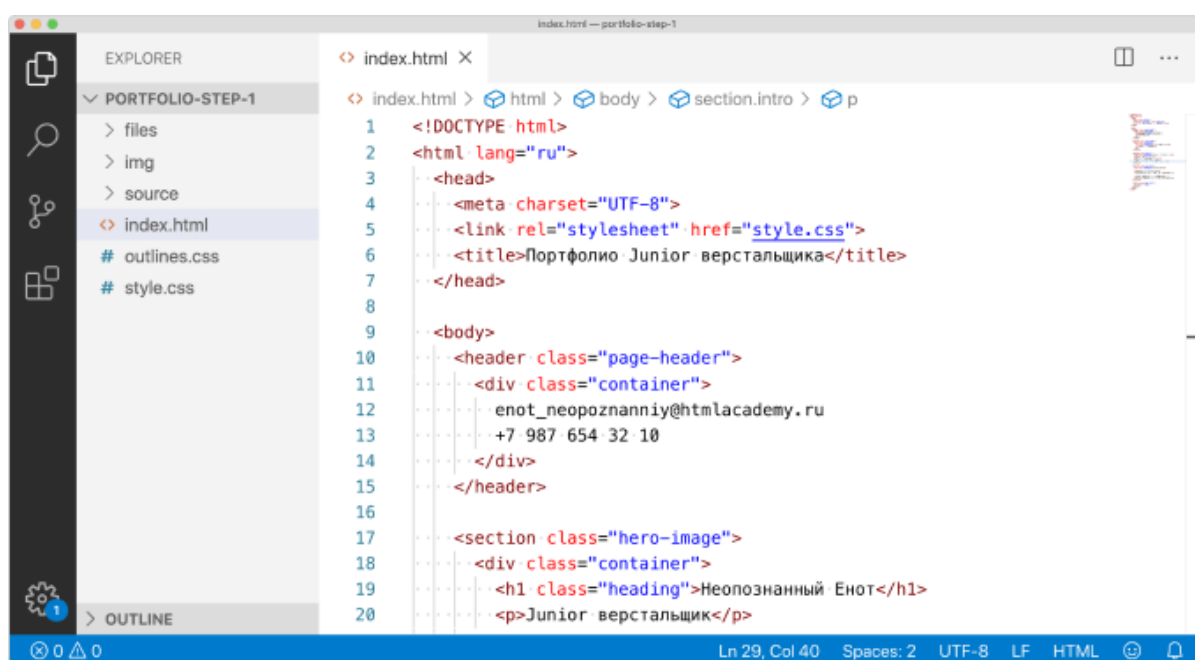 index.html — portfolio-step-1
EXPLORER
PORTFOLIO-STEP-1
files
img
source
index.html
outlines.css
style.css
OUTLINE
index.html
index.html > html > body > section.intro > p
1 <!DOCTYPE html>
2 <html lang="ru">
3 <head>
4 <meta charset="UTF-8">
5 <link rel="stylesheet" href="style.css">
6 <title>Портфолио Junior верстальщика</title>
7 </head>
8
9 <body>
10 <header class="page-header">
11 <div class="container">
12 enot_neopoznanniy@htmlacademy.ru
13 +7 987 654 32 10
14 </div>
15 </header>
16
17 <section class="hero-image">
18 <div class="container">
19 <h1 class="heading">Неопознанный Енот</h1>
20 <p>Junior верстальщик</p>
1
0 0 Ln 29, Col 40 Spaces: 2 UTF-8 LF HTML